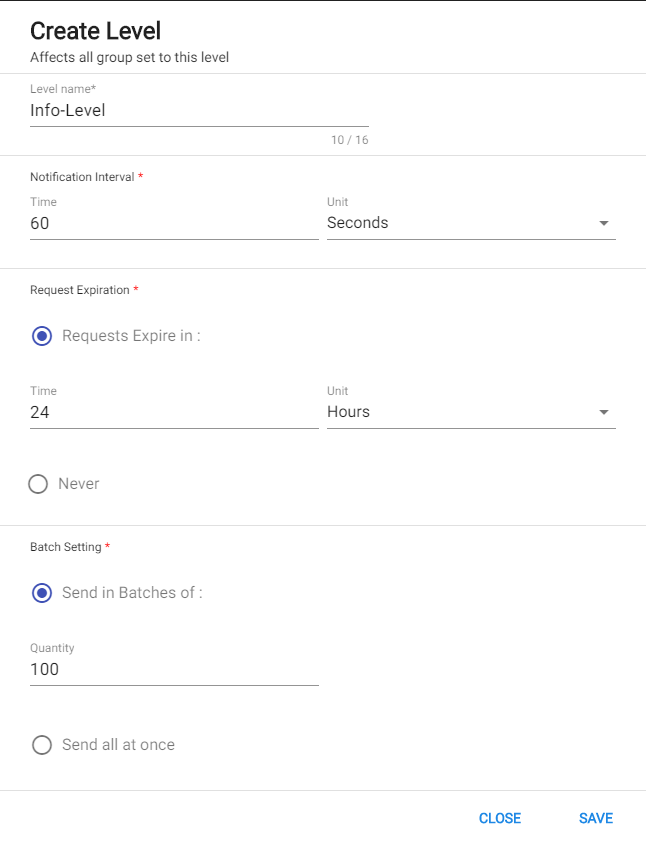 Create Level
Affects all group set to this level
Level name*
Info-Level
10 / 16
Notification Interval *
Time Unit
60 Seconds
Request Expiration *
Requests Expire in :
Time Unit
24 Hours
Never
Batch Setting *
Send in Batches of :
Quantity
100
Send all at once
CLOSE SAVE